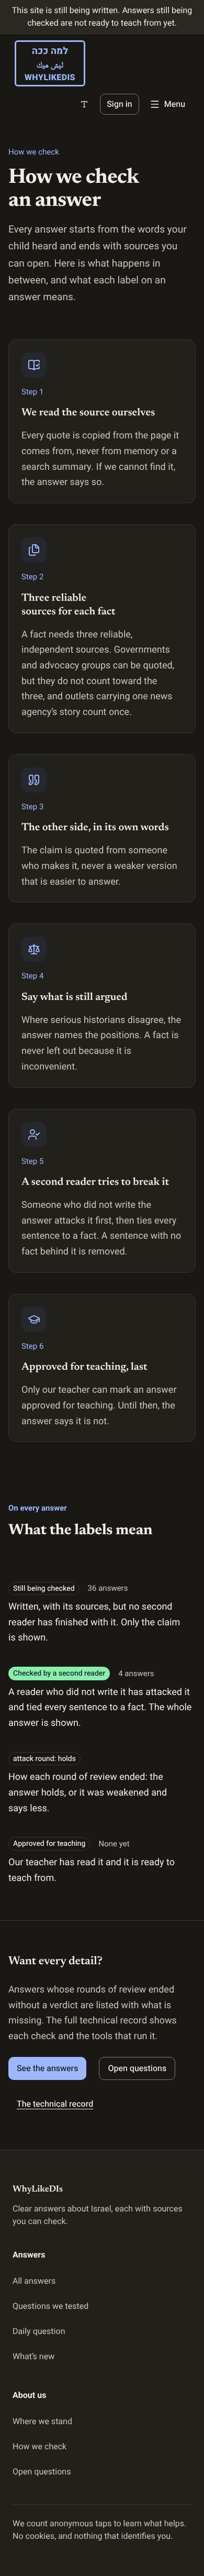 This site is still being written. Answers still being
checked are not ready to teach from yet.
למה ככה
ليش هيك
WHYLIKEDIS
T
Sign in
Menu
How we check
How we check
an answer
Every answer starts from the words your
child heard and ends with sources you
can open. Here is what happens in
between, and what each label on an
answer means.
Step 1
We read the source ourselves
Every quote is copied from the page it
comes from, never from memory or a
search summary. If we cannot find it,
the answer says so.
Step 2
Three reliable
sources for each fact
A fact needs three reliable,
independent sources. Governments
and advocacy groups can be quoted,
but they do not count toward the
three, and outlets carrying one news
agency's story count once.
Step 3
The other side, in its own words
The claim is quoted from someone
who makes it, never a weaker version
that is easier to answer.
Step 4
Say what is still argued
Where serious historians disagree, the
answer names the positions. A fact is
never left out because it is
inconvenient.
Step 5
A second reader tries to break it
Someone who did not write the
answer attacks it first, then ties every
sentence to a fact. A sentence with no
fact behind it is removed.
Step 6
Approved for teaching, last
Only our teacher can mark an answer
approved for teaching. Until then, the
answer says it is not.
On every answer
What the labels mean
Still being checked 36 answers
Written, with its sources, but no second
reader has finished with it. Only the claim
is shown.
Checked by a second reader 4 answers
A reader who did not write it has attacked it
and tied every sentence to a fact. The whole
answer is shown.
attack round: holds
How each round of review ended: the
answer holds, or it was weakened and
says less.
Approved for teaching None yet
Our teacher has read it and it is ready to
teach from.
Want every detail?
Answers whose rounds of review ended
without a verdict are listed with what is
missing. The full technical record shows
each check and the tools that run it.
See the answers
Open questions
The technical record
WhyLikeDIs
Clear answers about Israel, each with sources
you can check.
Answers
All answers
Questions we tested
Daily question
What's new
About us
Where we stand
How we check
Open questions
We count anonymous taps to learn what helps.
No cookies, and nothing that identifies you.